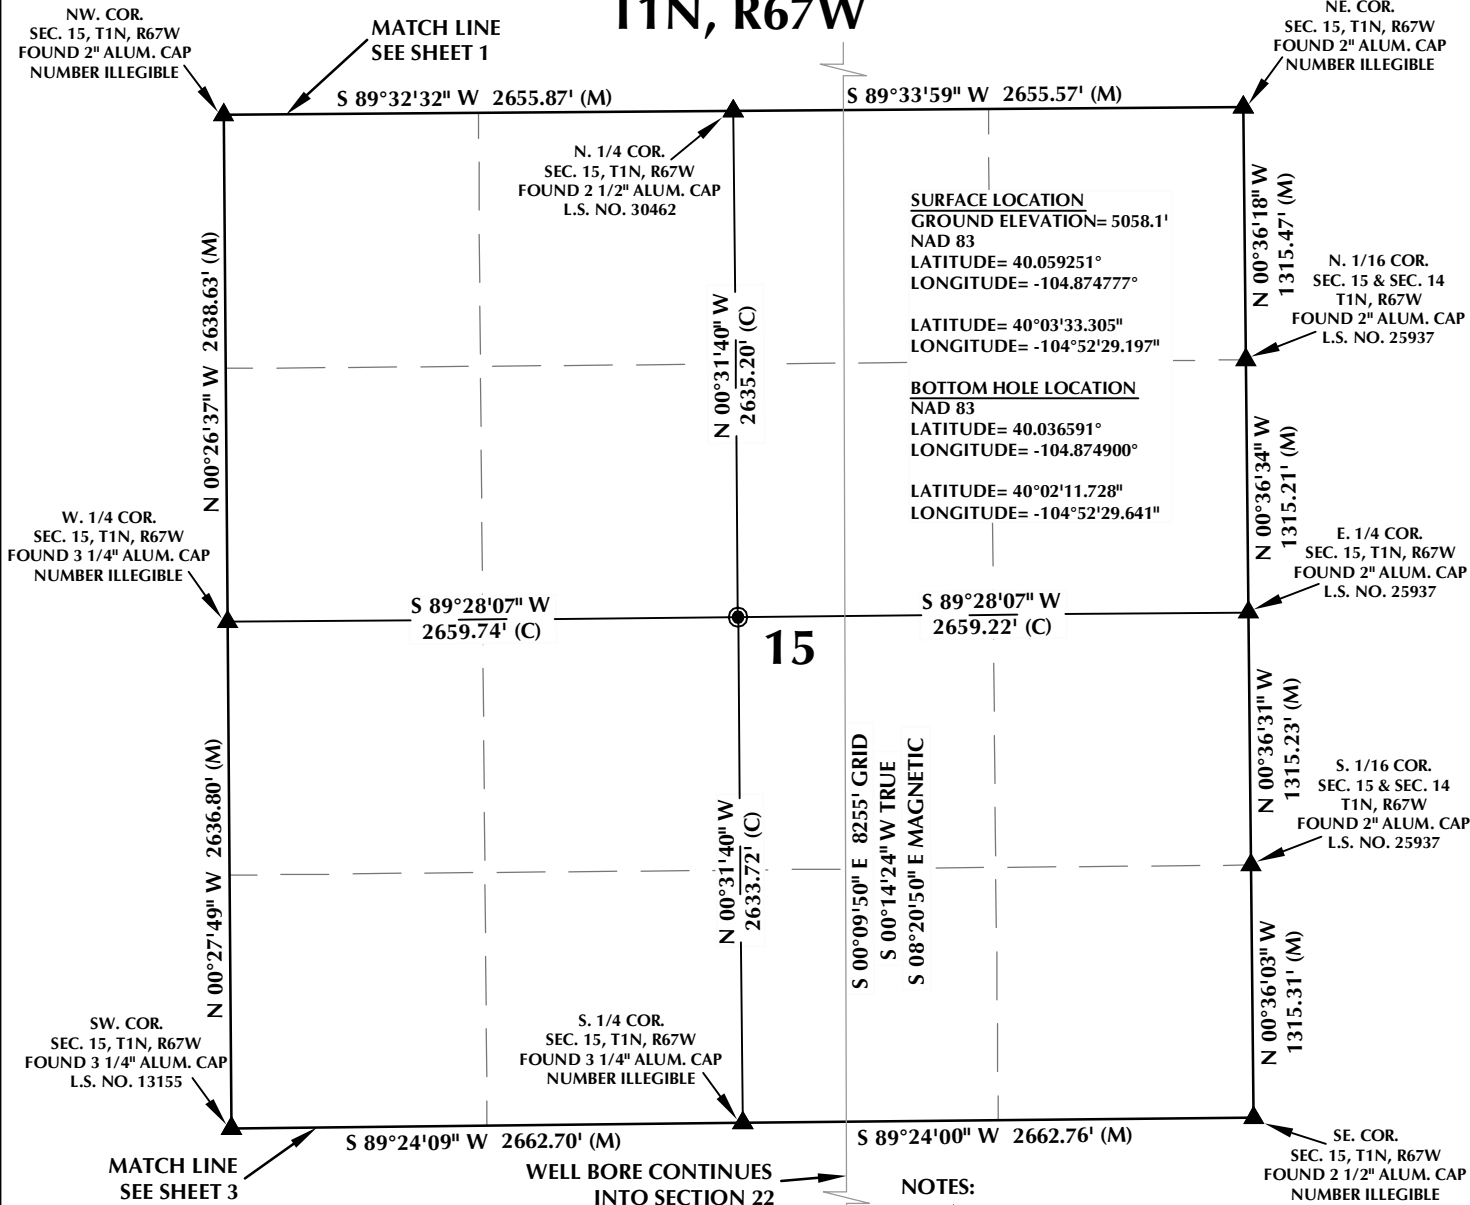 T1N, R67W
NW. COR.
SEC. 15, T1N, R67W
FOUND 2" ALUM. CAP
NUMBER ILLEGIBLE
MATCH LINE
SEE SHEET 1
NE. COR.
SEC. 15, T1N, R67W
FOUND 2" ALUM. CAP
NUMBER ILLEGIBLE
S 89°32'32" W 2655.87' (M)
S 89°33'59" W 2655.57' (M)
N. 1/4 COR.
SEC. 15, T1N, R67W
FOUND 2 1/2" ALUM. CAP
L.S. NO. 30462
SURFACE LOCATION
GROUND ELEVATION= 5058.1'
NAD 83
LATITUDE= 40.059251°
LONGITUDE= -104.874777°
LATITUDE= 40°03'33.305"
LONGITUDE= -104°52'29.197"
BOTTOM HOLE LOCATION
NAD 83
LATITUDE= 40.036591°
LONGITUDE= -104.874900°
LATITUDE= 40°02'11.728"
LONGITUDE= -104°52'29.641"
N 00°36'18" W
1315.47' (M)
N. 1/16 COR.
SEC. 15 & SEC. 14
T1N, R67W
FOUND 2" ALUM. CAP
L.S. NO. 25937
N 00°26'37" W 2638.63' (M)
N 00°31'40" W
2635.20' (C)
N 00°36'34" W
1315.21' (M)
W. 1/4 COR.
SEC. 15, T1N, R67W
FOUND 3 1/4" ALUM. CAP
NUMBER ILLEGIBLE
E. 1/4 COR.
SEC. 15, T1N, R67W
FOUND 2" ALUM. CAP
L.S. NO. 25937
S 89°28'07" W
2659.74' (C)
S 89°28'07" W
2659.22' (C)
15
N 00°36'31" W
1315.23' (M)
S. 1/16 COR.
SEC. 15 & SEC. 14
T1N, R67W
FOUND 2" ALUM. CAP
L.S. NO. 25937
N 00°27'49" W 2636.80' (M)
N 00°31'40" W
2633.72' (C)
S 00°09'50" E 8255' GRID
S 00°14'24" W TRUE
S 08°20'50" E MAGNETIC
N 00°36'03" W
1315.31' (M)
SW. COR.
SEC. 15, T1N, R67W
FOUND 3 1/4" ALUM. CAP
L.S. NO. 13155
S. 1/4 COR.
SEC. 15, T1N, R67W
FOUND 3 1/4" ALUM. CAP
NUMBER ILLEGIBLE
S 89°24'09" W 2662.70' (M)
S 89°24'00" W 2662.76' (M)
SE. COR.
SEC. 15, T1N, R67W
FOUND 2 1/2" ALUM. CAP
NUMBER ILLEGIBLE
MATCH LINE
SEE SHEET 3
WELL BORE CONTINUES
INTO SECTION 22
NOTES: